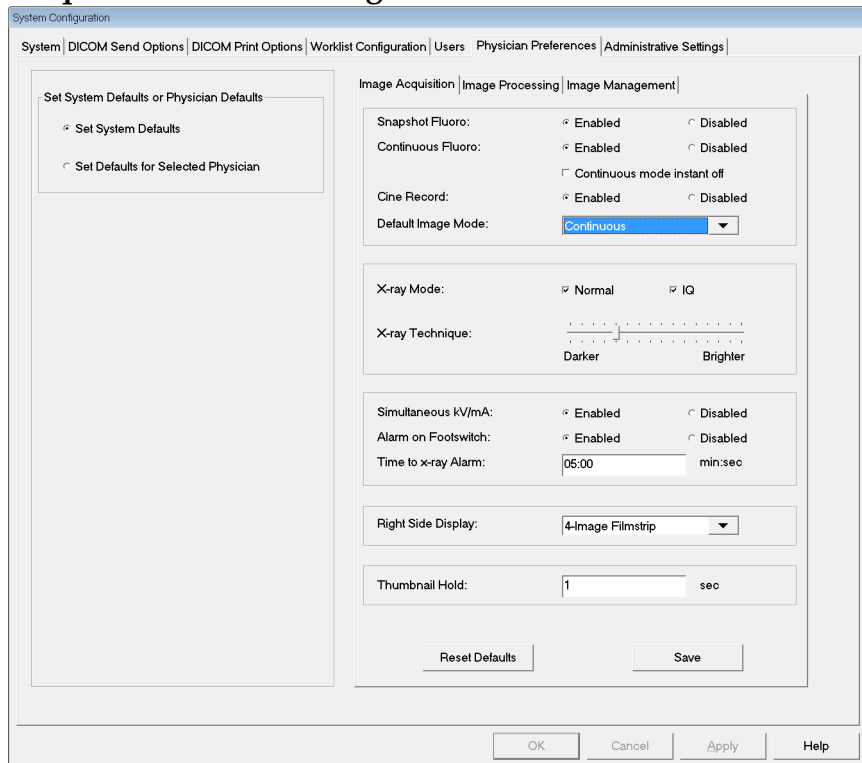 System Configuration
System DICOM Send Options DICOM Print Options Worklist Configuration Users Physician Preferences Administrative Settings
Set System Defaults or Physician Defaults
Set System Defaults
Set Defaults for Selected Physician
Image Acquisition Image Processing Image Management
Snapshot Fluoro: Enabled Disabled
Continuous Fluoro: Enabled Disabled
Continuous mode instant off
Cine Record: Enabled Disabled
Default Image Mode: Continuous
X-ray Mode: Normal IQ
X-ray Technique:
Darker Brighter
Simultaneous kV/mA: Enabled Disabled
Alarm on Footswitch: Enabled Disabled
Time to x-ray Alarm: 05:00 min:sec
Right Side Display: 4-Image Filmstrip
Thumbnail Hold: 1 sec
Reset Defaults Save
OK Cancel Apply Help